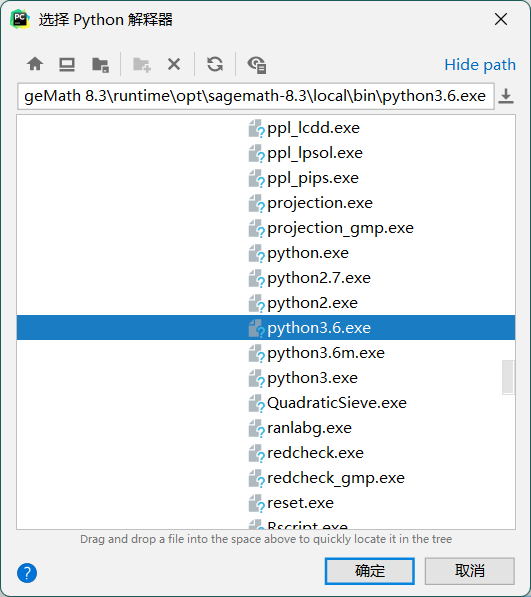 PC
选择 Python 解释器
Hide path
geMath 8.3\runtime\opt\sagemath-8.3\local\bin\python3.6.exe
ppl_lcdd.exe
ppl_lpsol.exe
ppl_pips.exe
projection.exe
projection_gmp.exe
python.exe
python2.7.exe
python2.exe
python3.6.exe
python3.6m.exe
python3.exe
QuadraticSieve.exe
ranlabg.exe
redcheck.exe
redcheck_gmp.exe
reset.exe
Rscript.exe
Drag and drop a file into the space above to quickly locate it in the tree
?
确定
取消